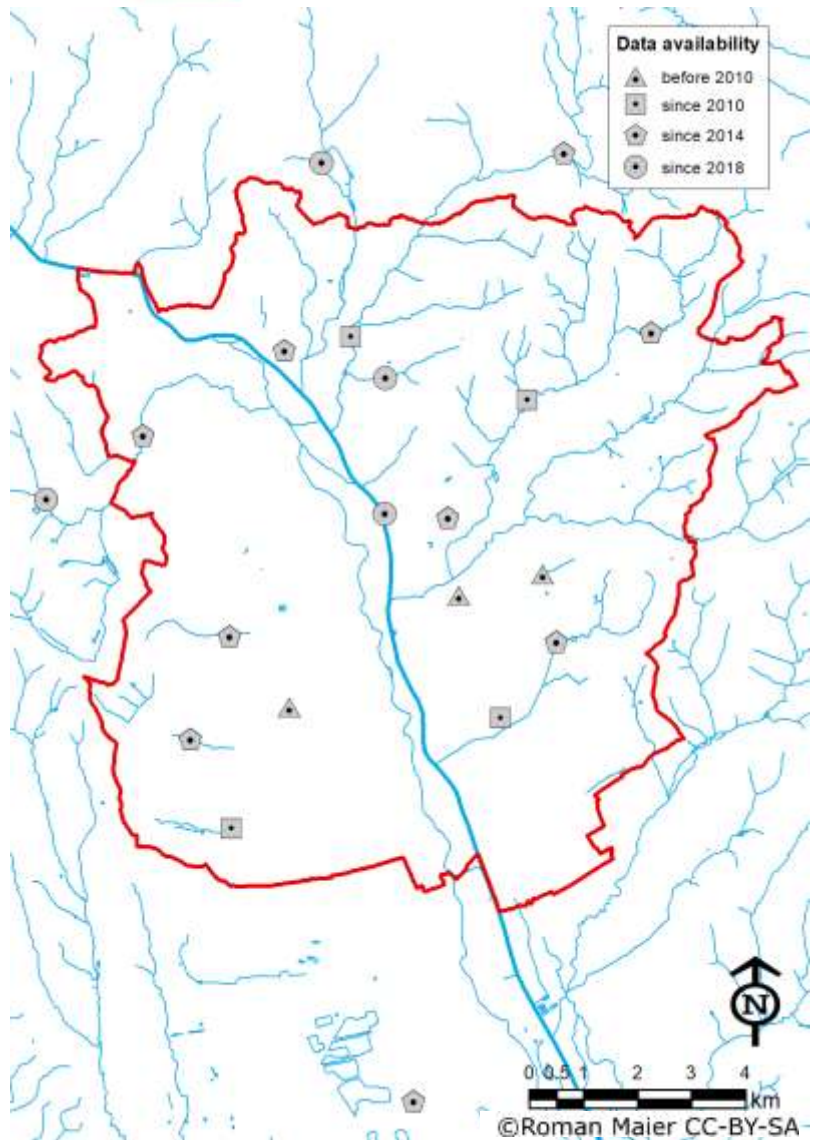 Data availability
before 2010
since 2010
since 2014
since 2018
N
0 0.5 1 2 3 4
Km
©Roman Maier CC-BY-SA